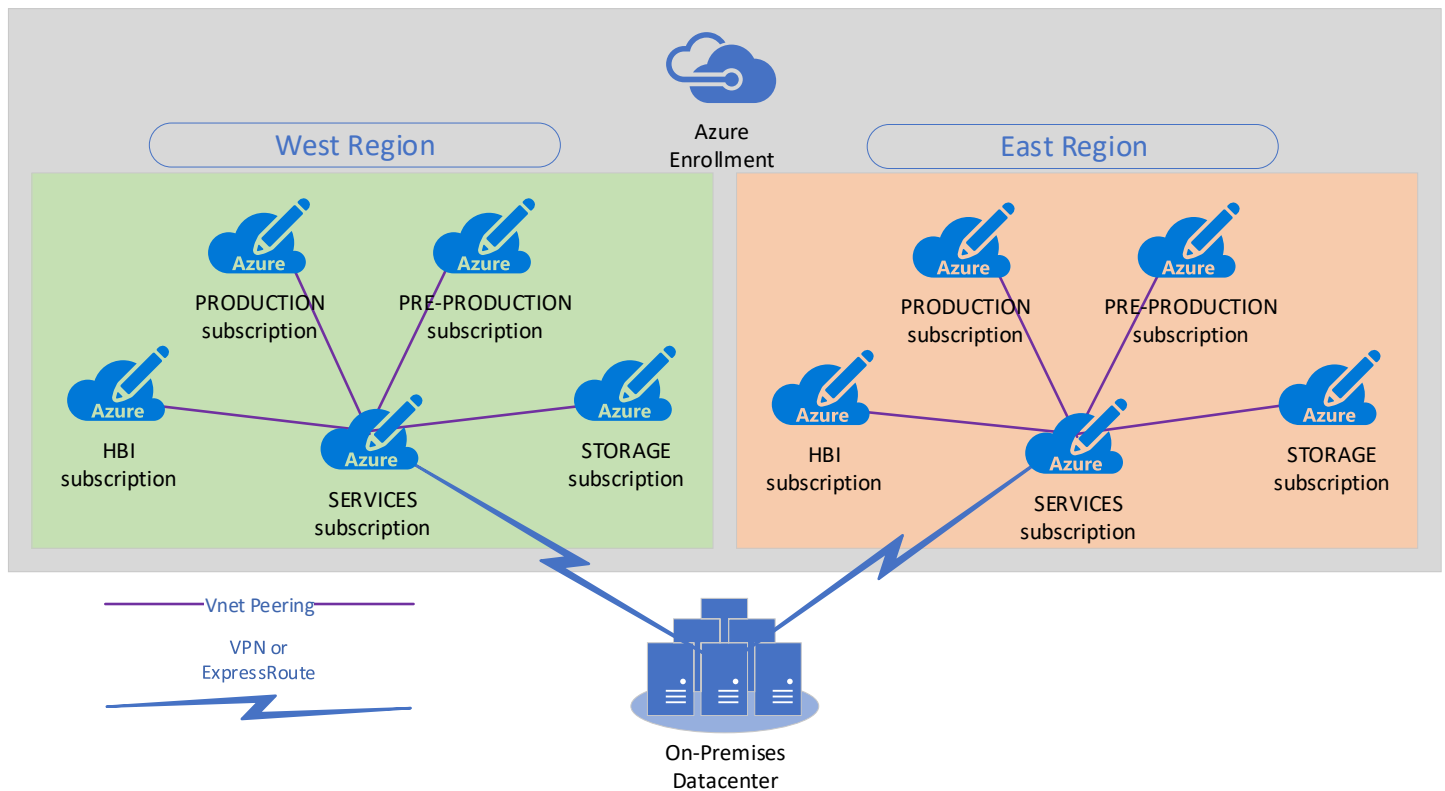 Azure
Enrollment
West Region
East Region
Azure
PRODUCTION
subscription
Azure
PRE-PRODUCTION
subscription
Azure
HBI
subscription
Azure
SERVICES
subscription
Azure
STORAGE
subscription
Azure
PRODUCTION
subscription
Azure
PRE-PRODUCTION
subscription
Azure
HBI
subscription
Azure
SERVICES
subscription
Azure
STORAGE
subscription
Vnet Peering
VPN or
ExpressRoute
On-Premises
Datacenter